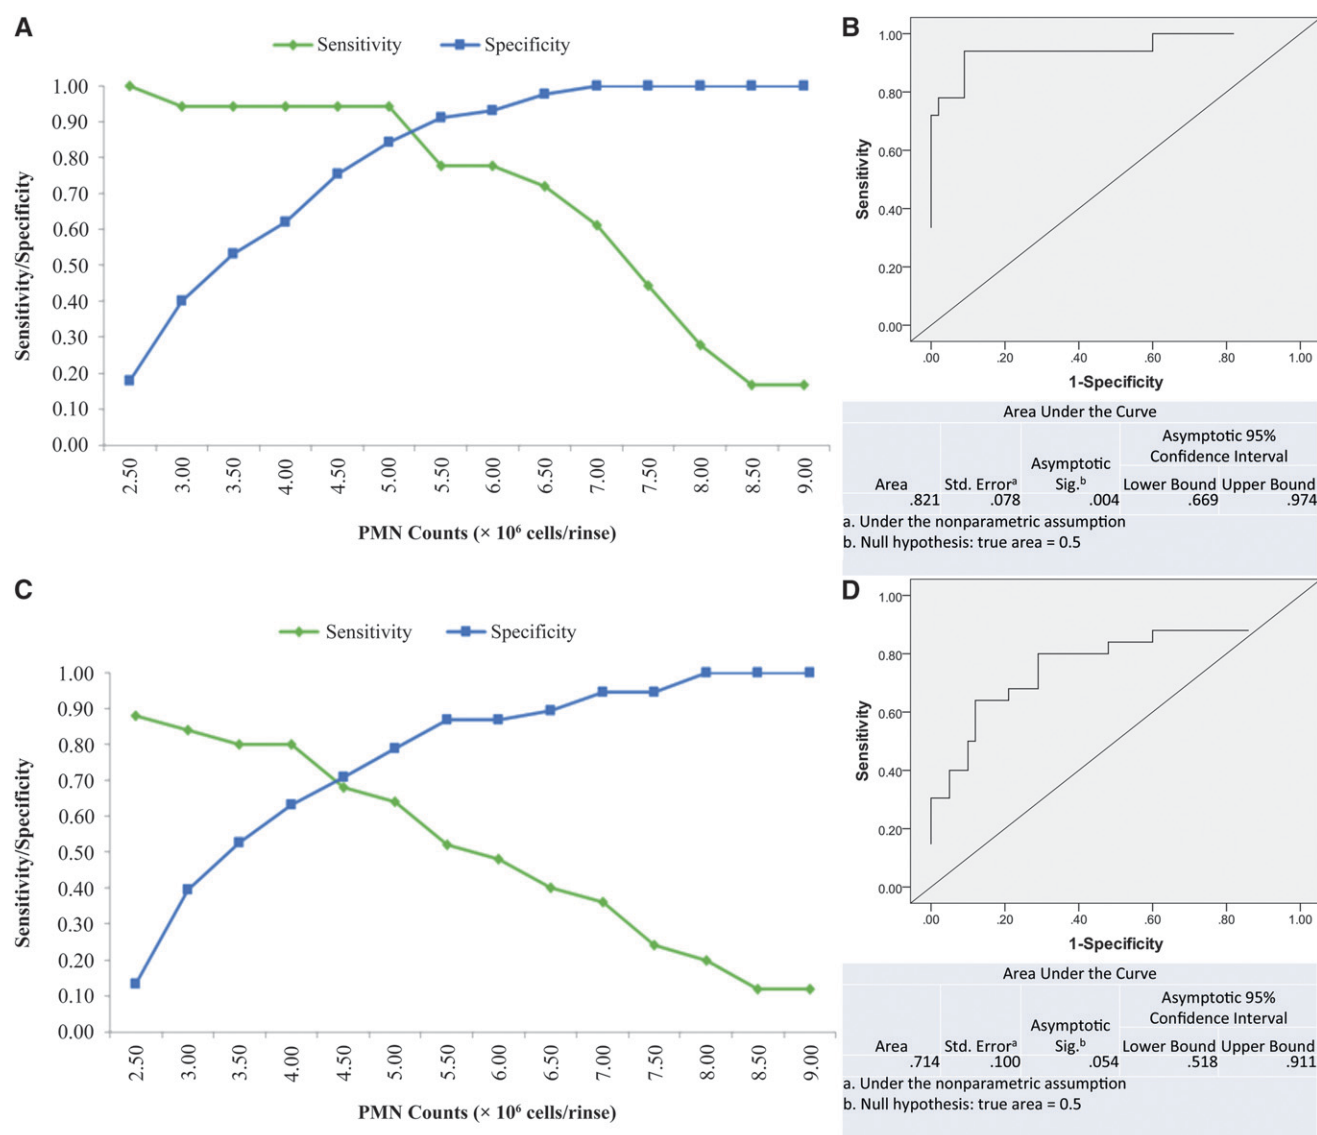 A
Sensitivity
Specificity
1.00
0.90
0.80
0.70
0.60
0.50
0.40
0.30
0.20
0.10
0.00
Sensitivity/Specificity
2.50
3.00
3.50
4.00
4.50
5.00
5.50
6.00
6.50
7.00
7.50
8.00
8.50
9.00
PMN Counts (× 10⁶ cells/rinse)
B
1.00
0.80
0.60
0.40
0.20
0.00
Sensitivity
.00 .20 .40 .60 .80 1.00
1-Specificity
Area Under the Curve
Asymptotic 95%
Confidence Interval
Asymptotic
Area Std. Errorᵃ Sig.ᵇ Lower Bound Upper Bound
.821 .078 .004 .669 .974
a. Under the nonparametric assumption
b. Null hypothesis: true area = 0.5
C
Sensitivity
Specificity
1.00
0.90
0.80
0.70
0.60
0.50
0.40
0.30
0.20
0.10
0.00
Sensitivity/Specificity
2.50
3.00
3.50
4.00
4.50
5.00
5.50
6.00
6.50
7.00
7.50
8.00
8.50
9.00
PMN Counts (× 10⁶ cells/rinse)
D
1.00
0.80
0.60
0.40
0.20
0.00
Sensitivity
.00 .20 .40 .60 .80 1.00
1-Specificity
Area Under the Curve
Asymptotic 95%
Confidence Interval
Asymptotic
Area Std. Errorᵃ Sig.ᵇ Lower Bound Upper Bound
.714 .100 .054 .518 .911
a. Under the nonparametric assumption
b. Null hypothesis: true area = 0.5